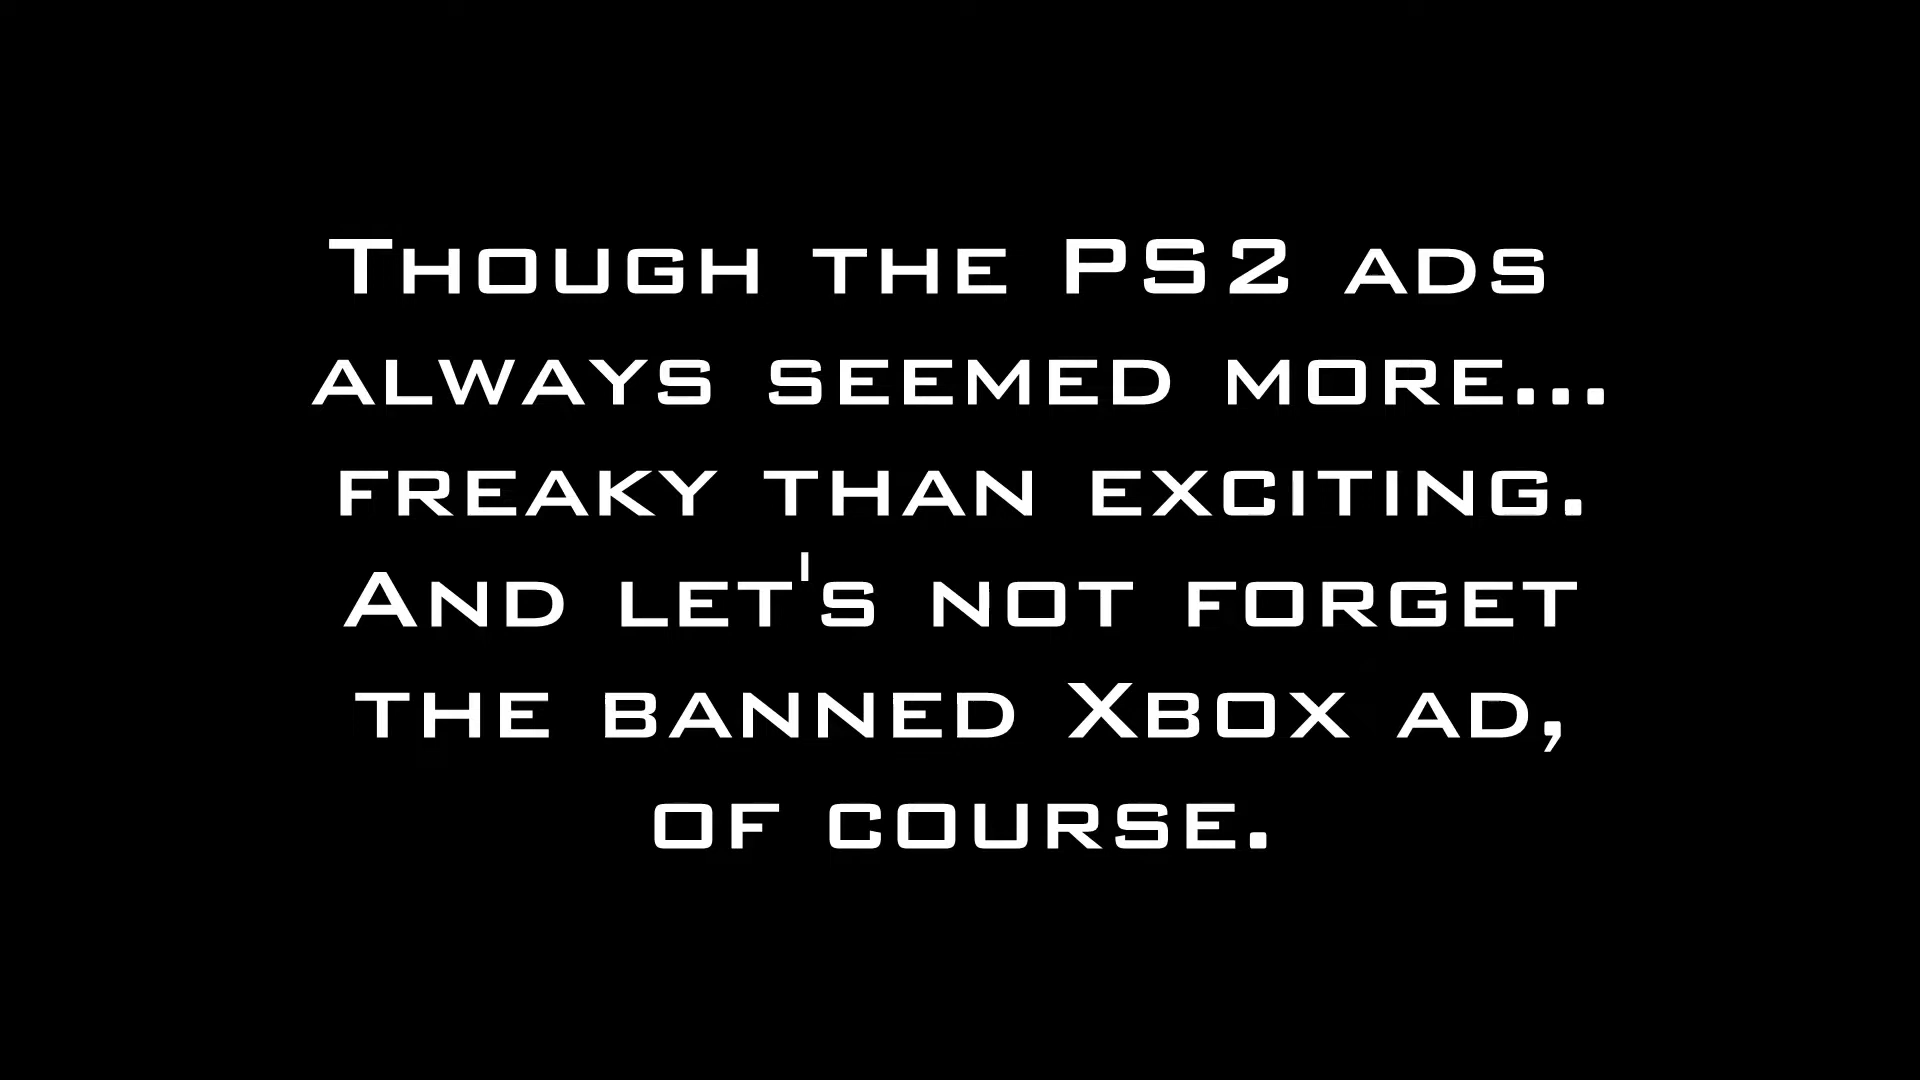 Though the PS2 ads
always seemed more...
freaky than exciting.
And let's not forget
the banned Xbox ad,
of course.